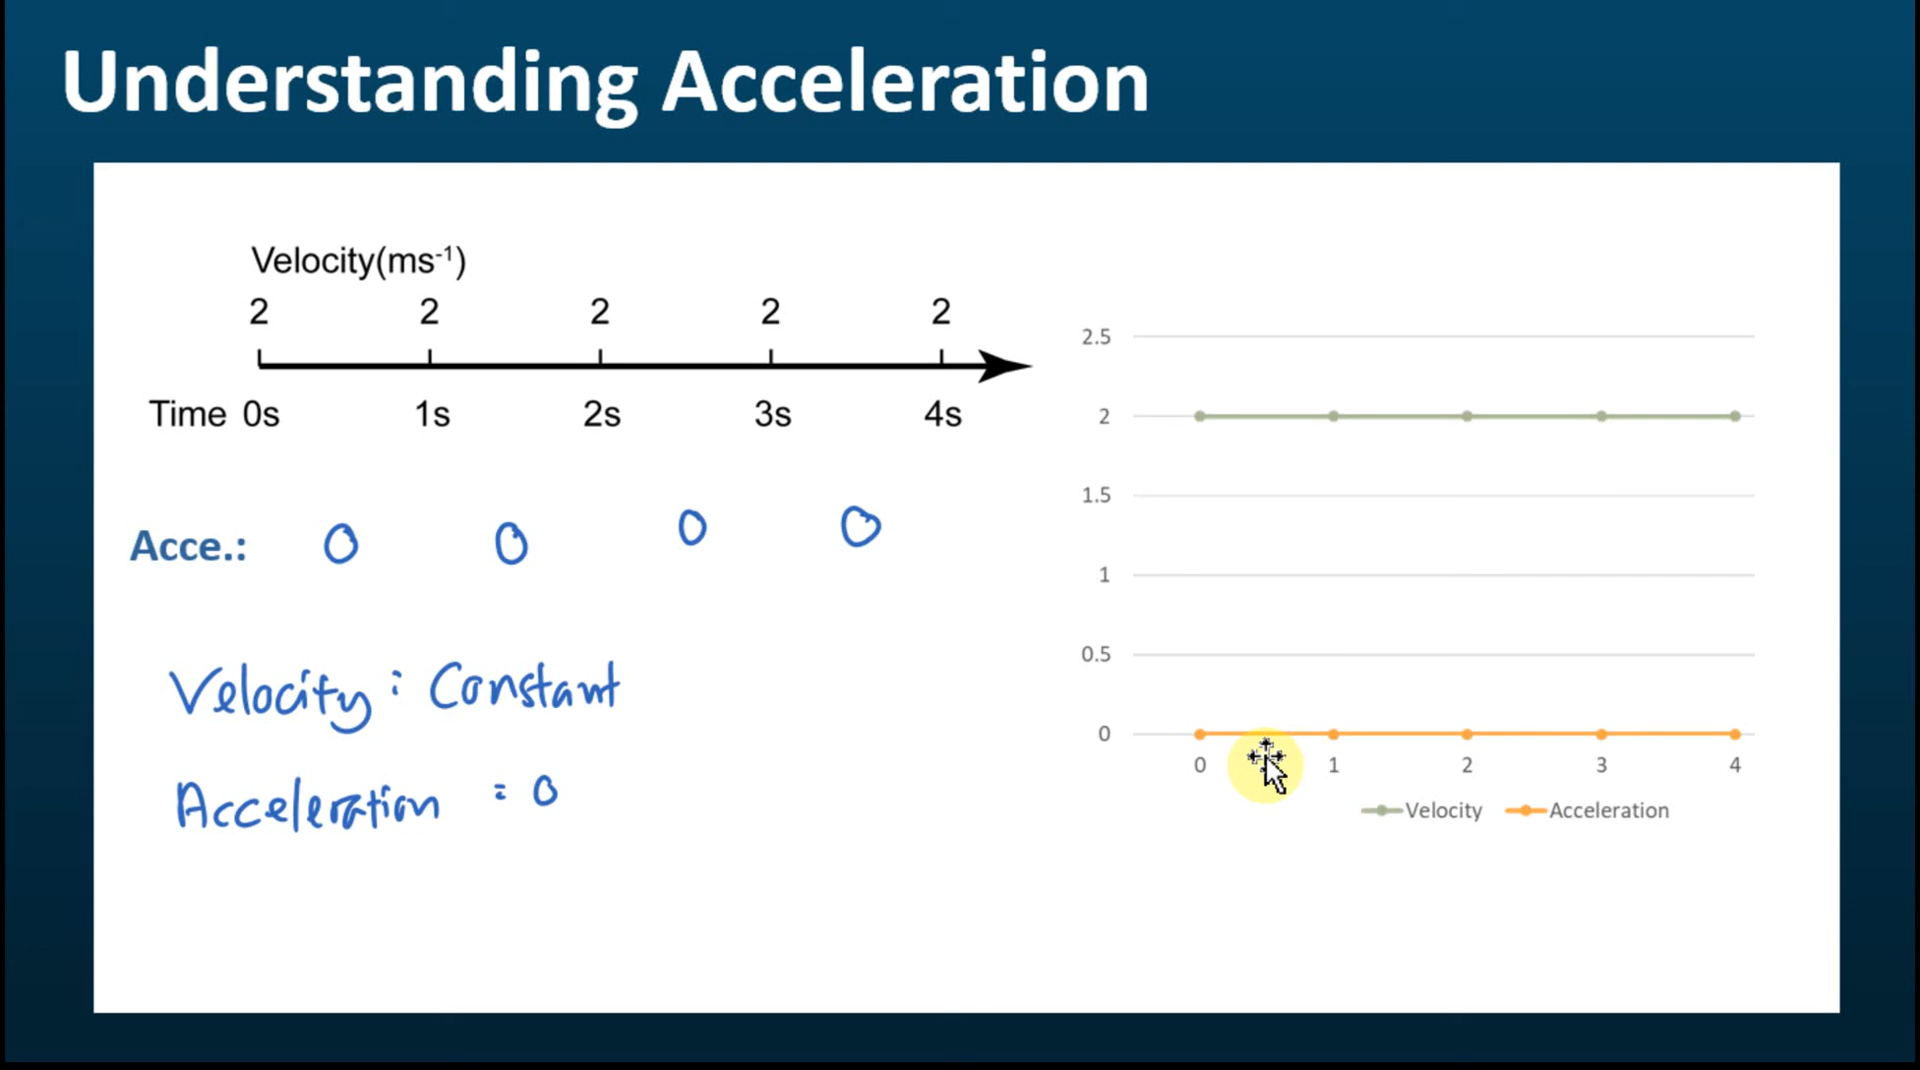 Understanding Acceleration
Velocity(ms⁻¹)
2 2 2 2 2
Time 0s 1s 2s 3s 4s
Acce.: 0 0 0 0
Velocity : Constant
Acceleration = 0
2.5
2
1.5
1
0.5
0
0 1 2 3 4
Velocity Acceleration